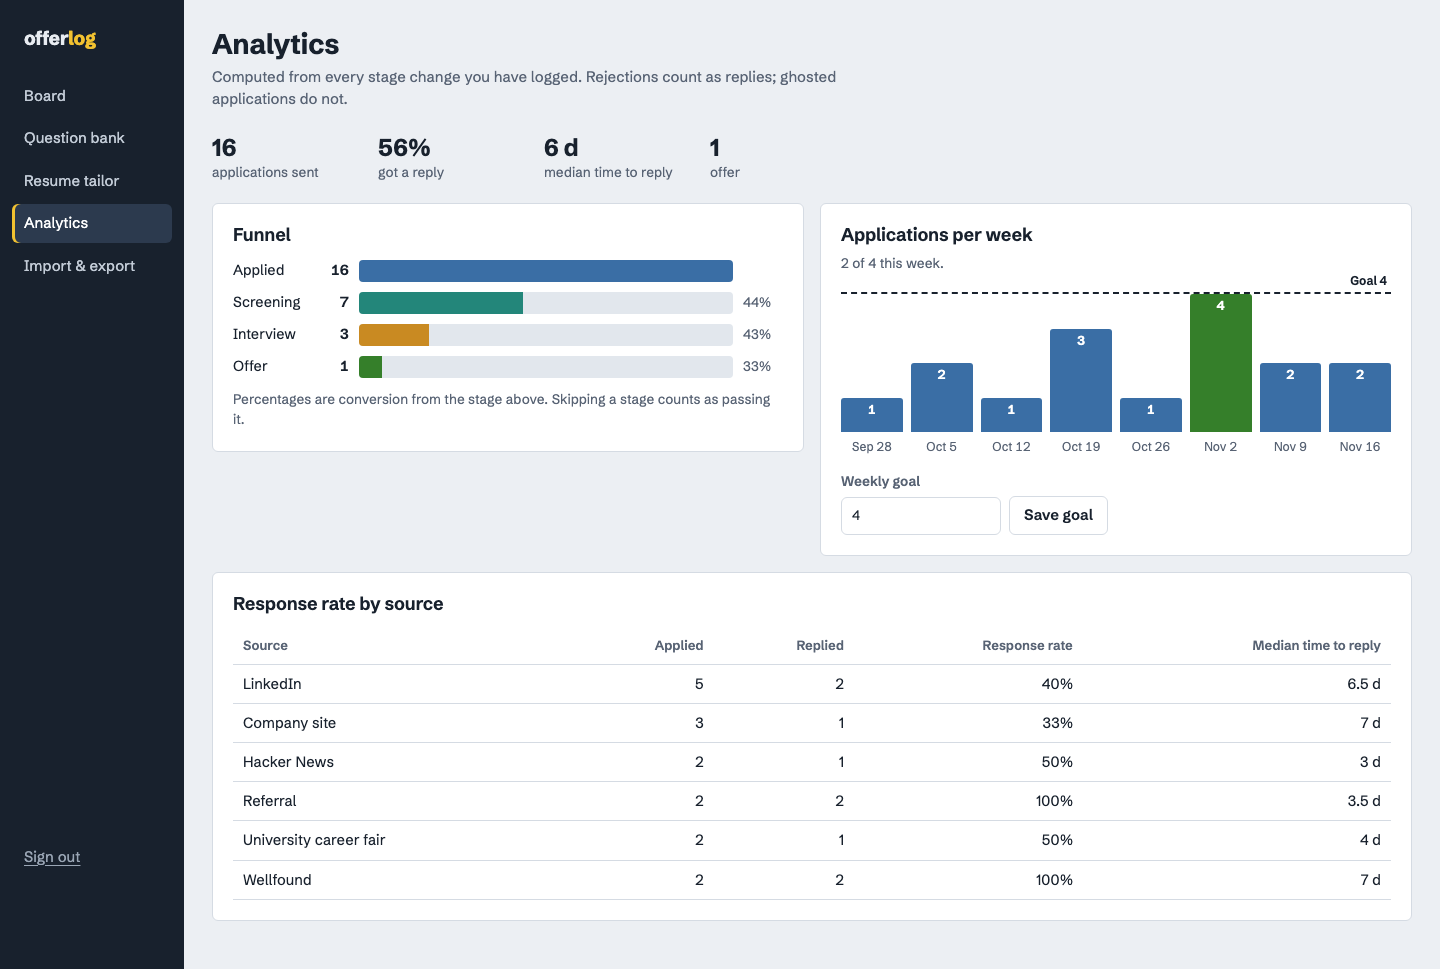 offerlog
Board
Question bank
Resume tailor
Analytics
Import & export
Sign out
Analytics
Computed from every stage change you have logged. Rejections count as replies; ghosted
applications do not.
16
applications sent
56%
got a reply
6 d
median time to reply
1
offer
Funnel
Applied 16
Screening 7 44%
Interview 3 43%
Offer 1 33%
Percentages are conversion from the stage above. Skipping a stage counts as passing
it.
Applications per week
2 of 4 this week.
Goal 4
1 2 1 3 1 4 2 2
Sep 28 Oct 5 Oct 12 Oct 19 Oct 26 Nov 2 Nov 9 Nov 16
Weekly goal
4 Save goal
Response rate by source
Source Applied Replied Response rate Median time to reply
LinkedIn 5 2 40% 6.5 d
Company site 3 1 33% 7 d
Hacker News 2 1 50% 3 d
Referral 2 2 100% 3.5 d
University career fair 2 1 50% 4 d
Wellfound 2 2 100% 7 d